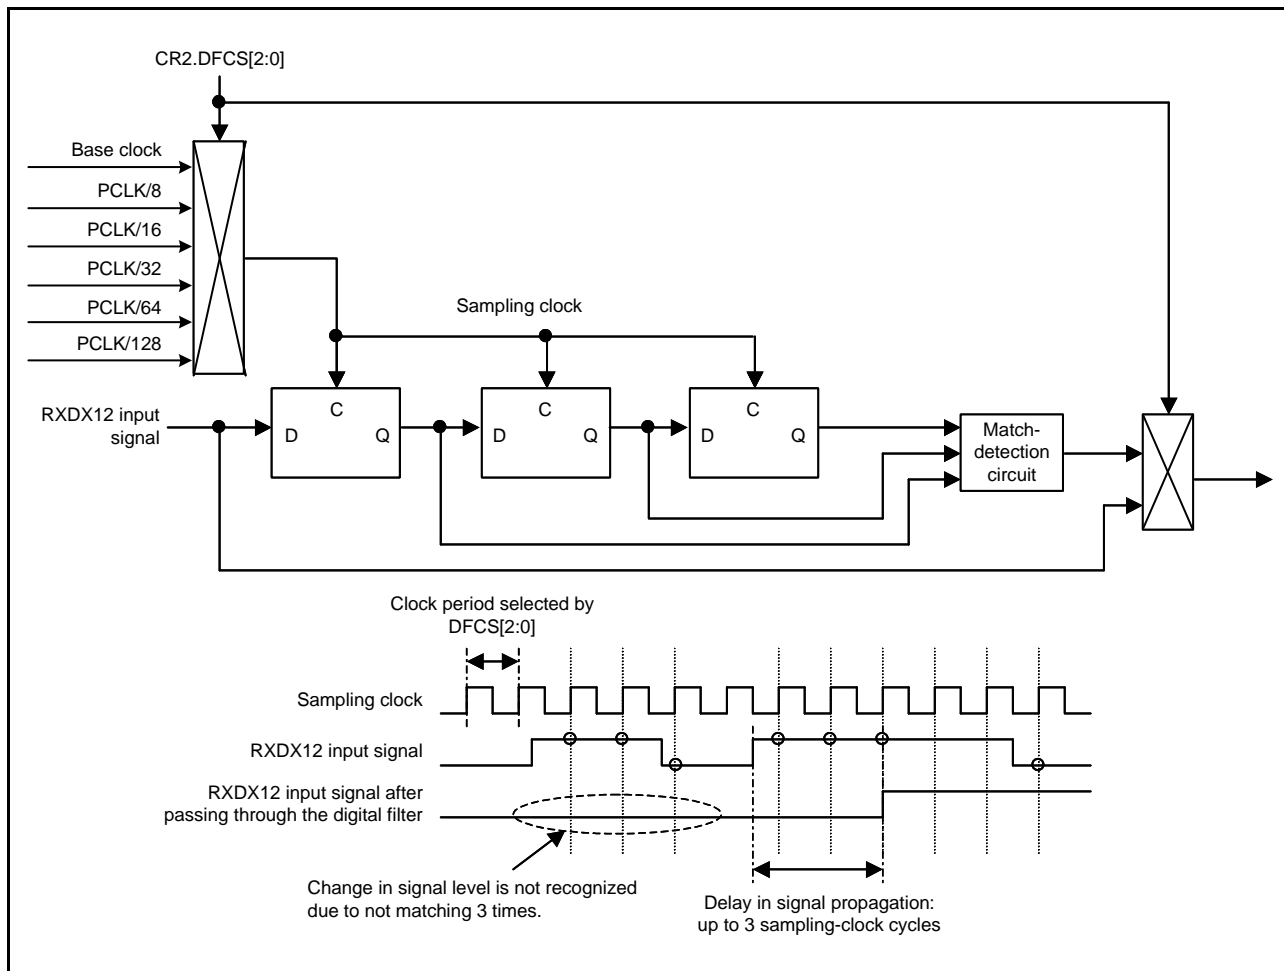 CR2.DFCS[2:0]
Base clock
PCLK/8
PCLK/16
PCLK/32
PCLK/64
PCLK/128
Sampling clock
RXDX12 input
signal
C
D
Q
C
D
Q
C
D
Q
Match-
detection
circuit
Clock period selected by
DFCS[2:0]
Sampling clock
RXDX12 input signal
RXDX12 input signal after
passing through the digital filter
Change in signal level is not recognized
due to not matching 3 times.
Delay in signal propagation:
up to 3 sampling-clock cycles